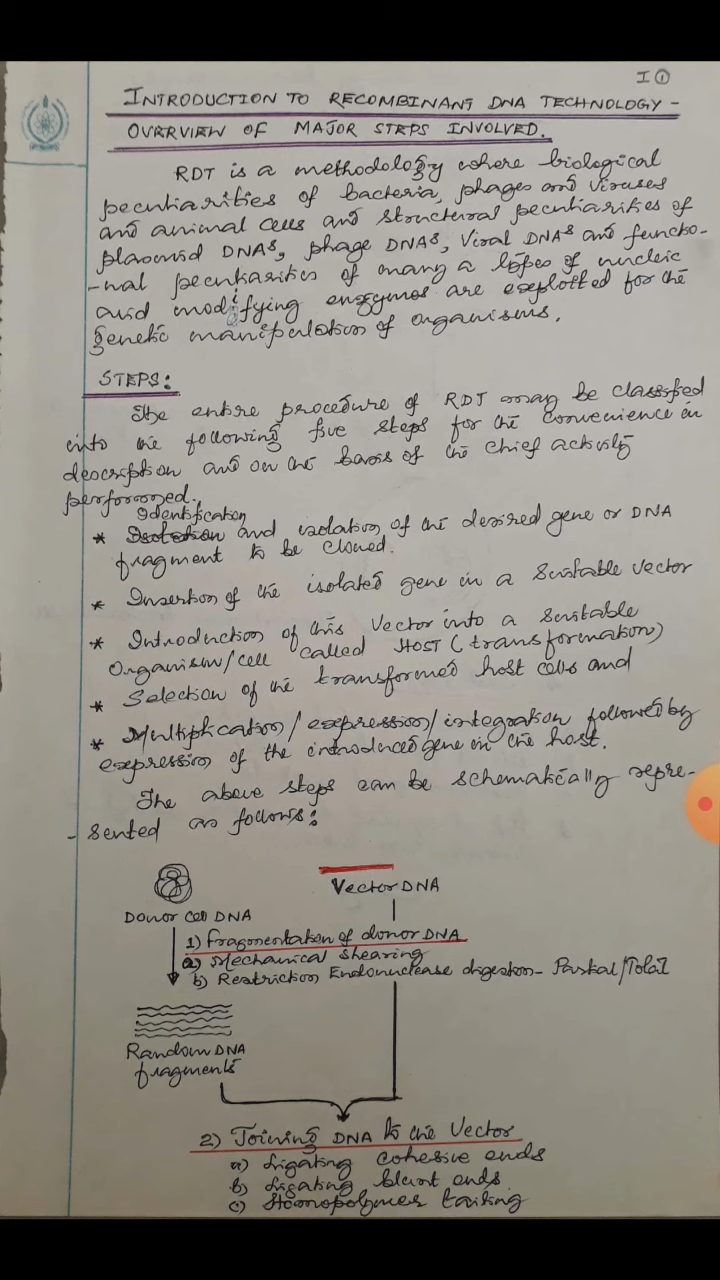 I ①
INTRODUCTION TO RECOMBINANT DNA TECHNOLOGY -
OVARVIEW OF MAJOR STEPS INVOLVED.
RDT is a methodology where biological
peculiarities of bacteria, phages and viruses
and animal cells and structural peculiarities of
plasmid DNAs, phage DNAs, Viral DNAs and functio-
-nal peculiarities of many a types of nucleic
acid modifying enzymes are exploited for the
genetic manipulation of organisms.
STEPS:
The entire procedure of RDT may be classified
into the following five steps for the convenience in
description and on the basis of the chief activity
performed.
Identification
* and isolation of the desired gene or DNA
fragment to be cloned.
* Insertion of the isolated gene in a Suitable vector
* Introduction of this Vector into a suitable
Organism/cell called HOST (transformation)
* Selection of the transformed host cells and
* Multiplication/expression/integration followed by
expression of the introduced gene in the host.
The above steps can be schematically repre-
- sented as follows:
Vector DNA
Donor cell DNA
1) Fragmentation of donor DNA
a) Mechanical shearing
b) Restriction Endonuclease digestion - Partial/Total
Random DNA
fragments
2) Joining DNA to the Vector
a) Ligating cohesive ends
b) Ligating blunt ends.
c) Homopolymer tailing